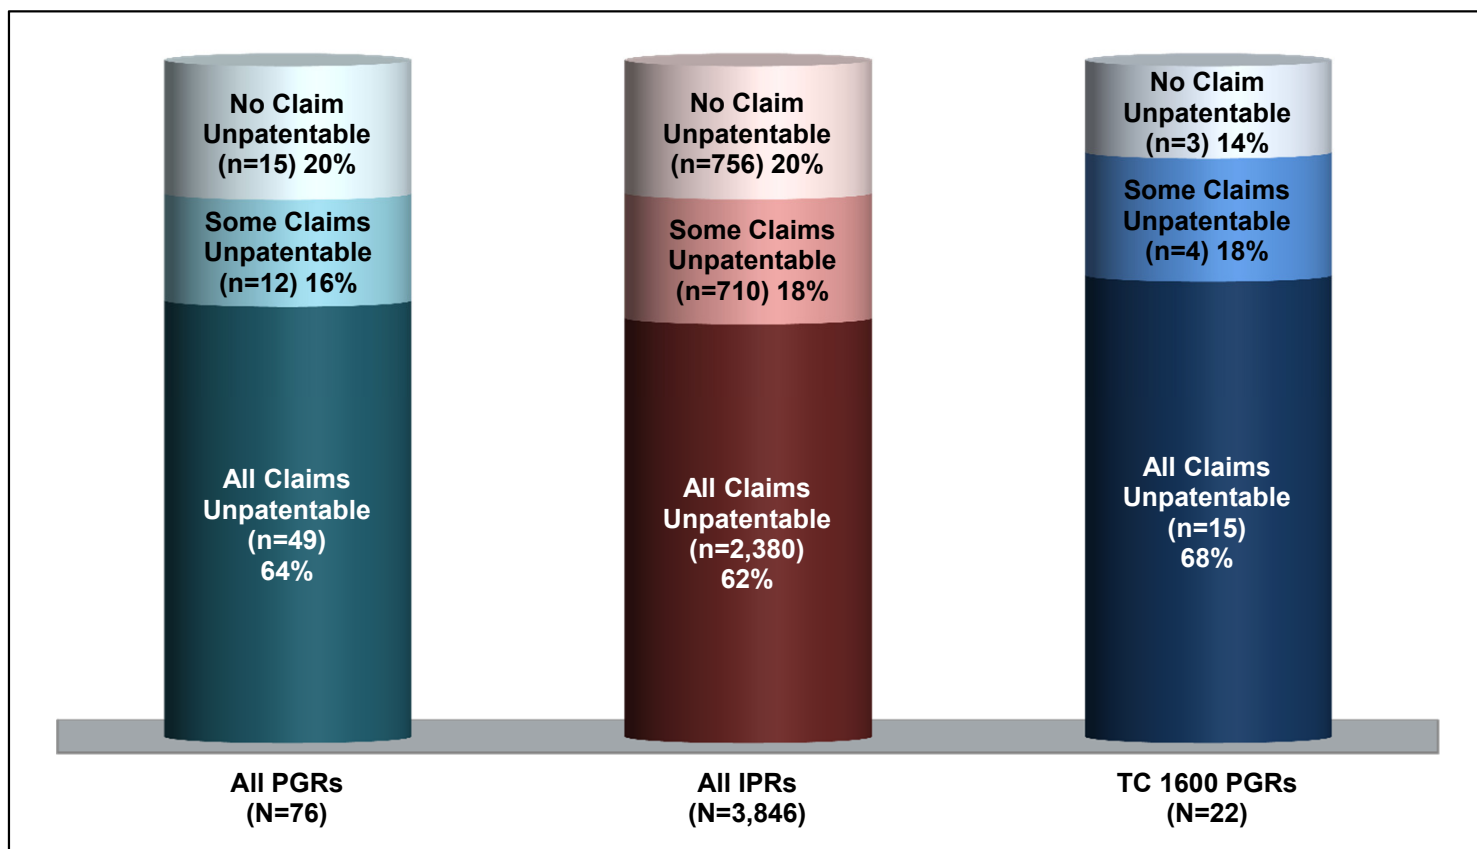 No Claim
Unpatentable
(n=15) 20%
Some Claims
Unpatentable
(n=12) 16%
All Claims
Unpatentable
(n=49)
64%
All PGRs
(N=76)
No Claim
Unpatentable
(n=756) 20%
Some Claims
Unpatentable
(n=710) 18%
All Claims
Unpatentable
(n=2,380)
62%
All IPRs
(N=3,846)
No Claim
Unpatentable
(n=3) 14%
Some Claims
Unpatentable
(n=4) 18%
All Claims
Unpatentable
(n=15)
68%
TC 1600 PGRs
(N=22)